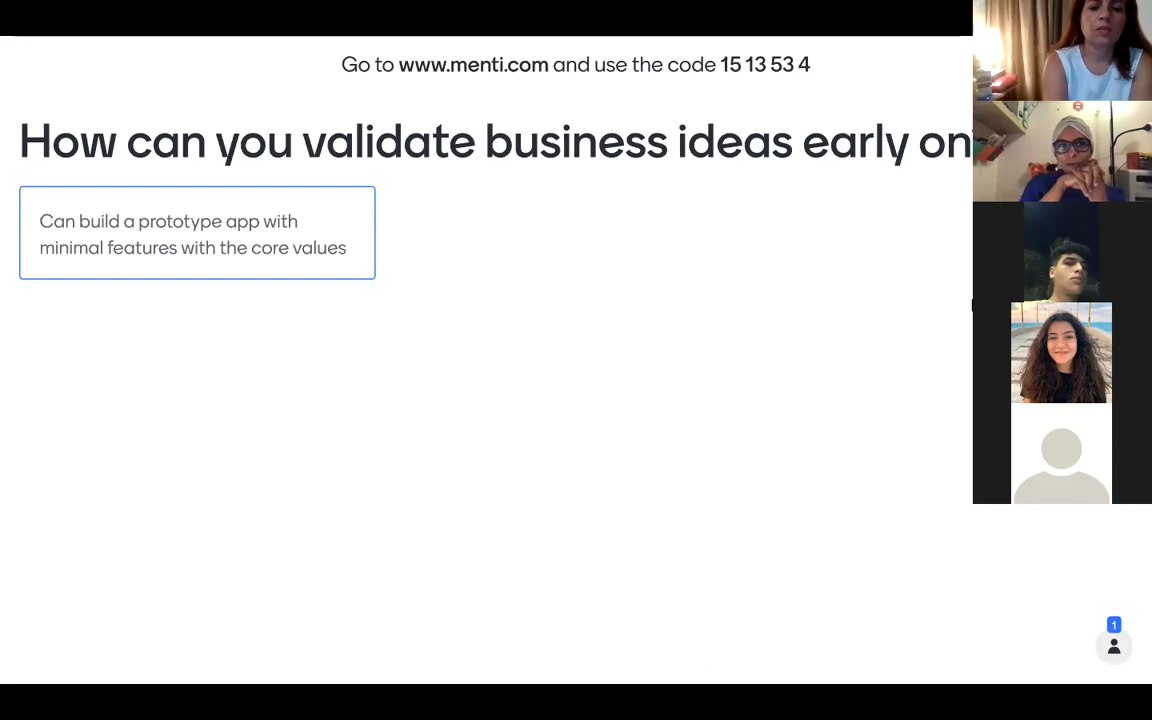 Go to www.menti.com and use the code 15 13 53 4
How can you validate business ideas early on
Can build a prototype app with
minimal features with the core values
1